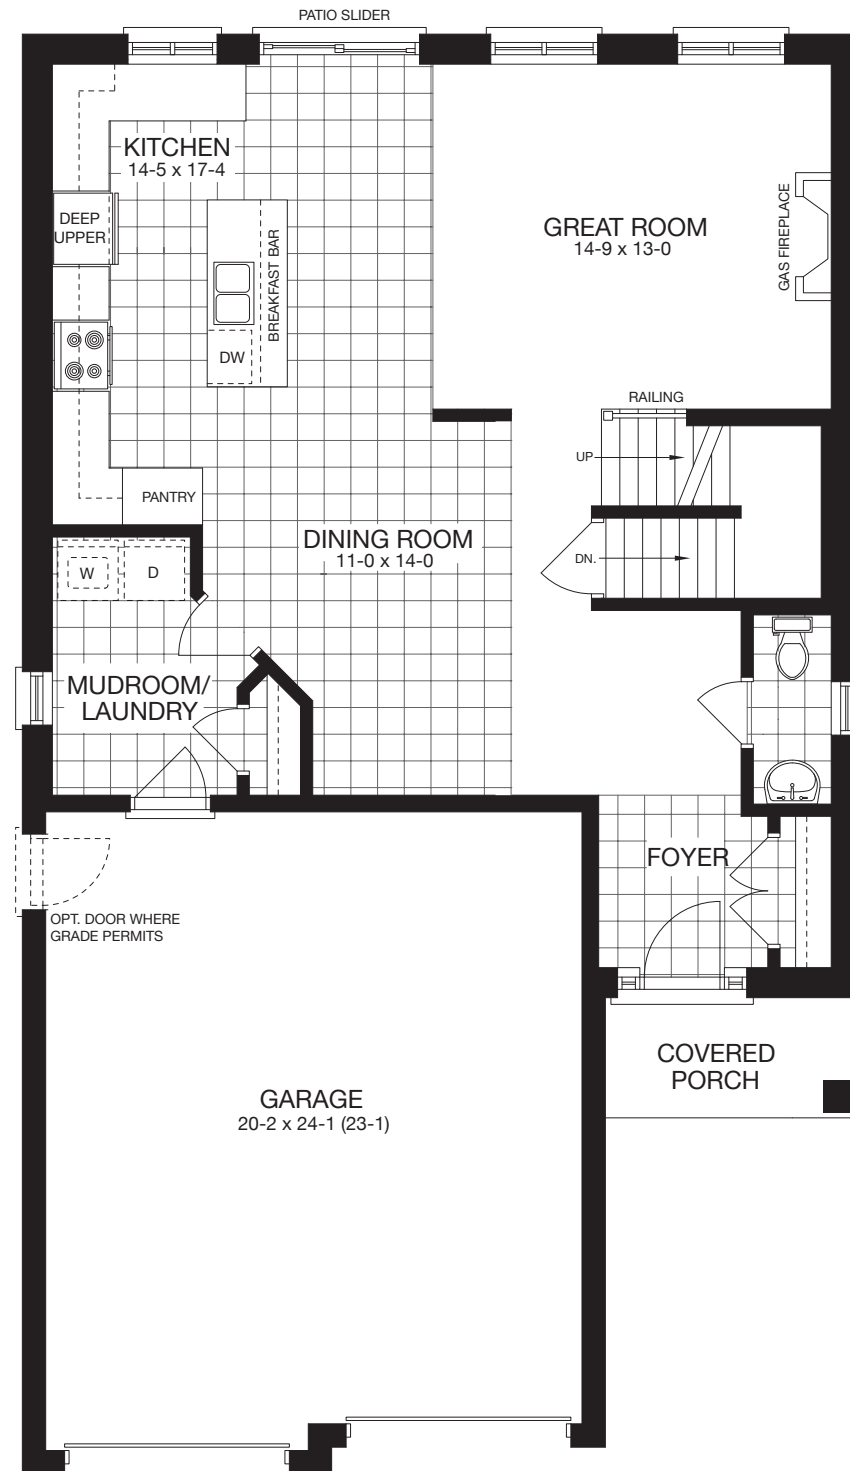 PATIO SLIDER
KITCHEN
14-5 x 17-4
DEEP
UPPER
BREAKFAST BAR
DW
GREAT ROOM
14-9 x 13-0
GAS FIREPLACE
RAILING
UP
PANTRY
DINING ROOM
11-0 x 14-0
DN.
W
D
MUDROOM/
LAUNDRY
FOYER
OPT. DOOR WHERE
GRADE PERMITS
COVERED
PORCH
GARAGE
20-2 x 24-1 (23-1)